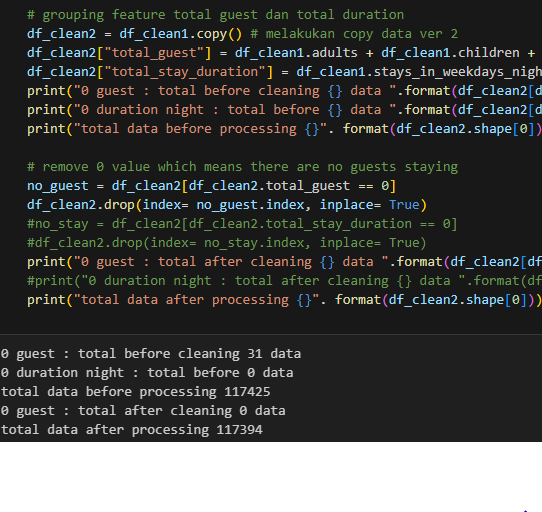 # grouping feature total guest dan total duration
df_clean2 = df_clean1.copy() # melakukan copy data ver 2
df_clean2["total_guest"] = df_clean1.adults + df_clean1.children +
df_clean2["total_stay_duration"] = df_clean1.stays_in_weekdays_nigh
print("0 guest : total before cleaning {} data ".format(df_clean2[d
print("0 duration night : total before {} data ".format(df_clean2[d
print("total data before processing {}". format(df_clean2.shape[0])
# remove 0 value which means there are no guests staying
no_guest = df_clean2[df_clean2.total_guest == 0]
df_clean2.drop(index= no_guest.index, inplace= True)
#no_stay = df_clean2[df_clean2.total_stay_duration == 0]
#df_clean2.drop(index= no_stay.index, inplace= True)
print("0 guest : total after cleaning {} data ".format(df_clean2[df
#print("0 duration night : total after cleaning {} data ".format(df
print("total data after processing {}". format(df_clean2.shape[0]))
0 guest : total before cleaning 31 data
0 duration night : total before 0 data
total data before processing 117425
0 guest : total after cleaning 0 data
total data after processing 117394